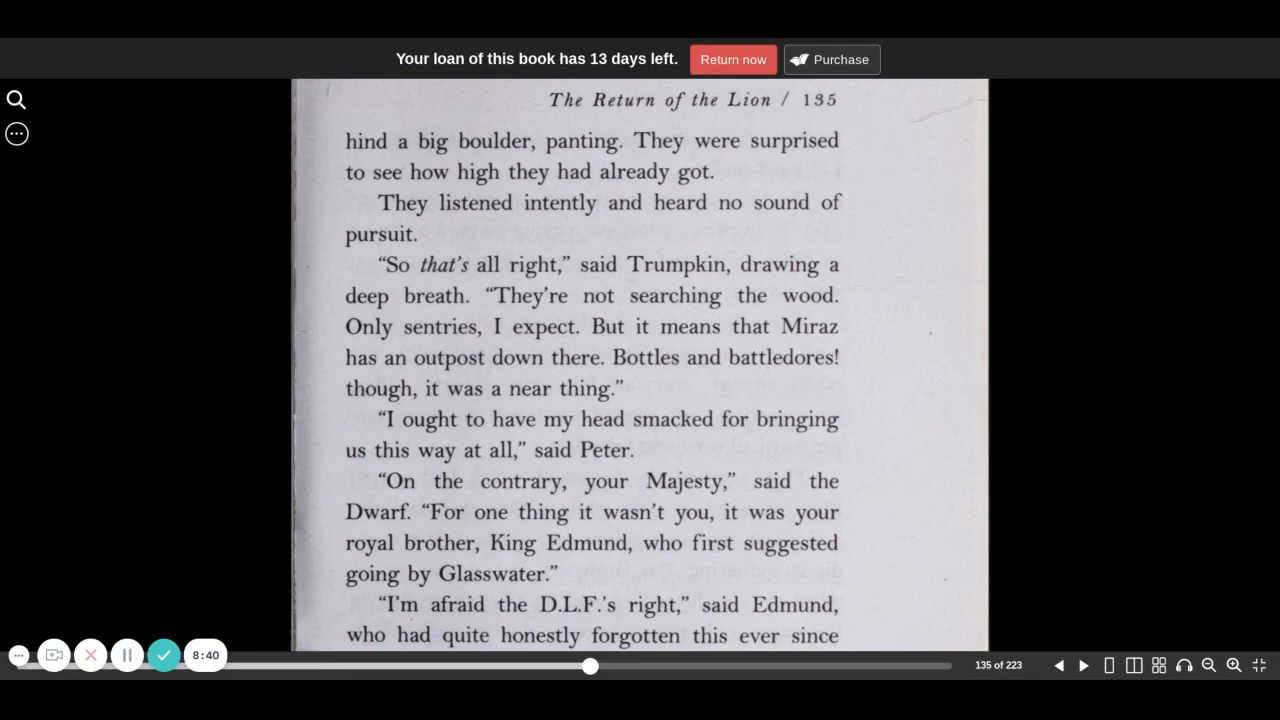 Your loan of this book has 13 days left. Return now Purchase
The Return of the Lion / 135
hind a big boulder, panting. They were surprised
to see how high they had already got.
They listened intently and heard no sound of
pursuit.
“So that’s all right,” said Trumpkin, drawing a
deep breath. “They’re not searching the wood.
Only sentries, I expect. But it means that Miraz
has an outpost down there. Bottles and battledores!
though, it was a near thing.”
“I ought to have my head smacked for bringing
us this way at all,” said Peter.
“On the contrary, your Majesty,” said the
Dwarf. “For one thing it wasn’t you, it was your
royal brother, King Edmund, who first suggested
going by Glasswater.”
“I’m afraid the D.L.F.’s right,” said Edmund,
who had quite honestly forgotten this ever since
8:40
135 of 223